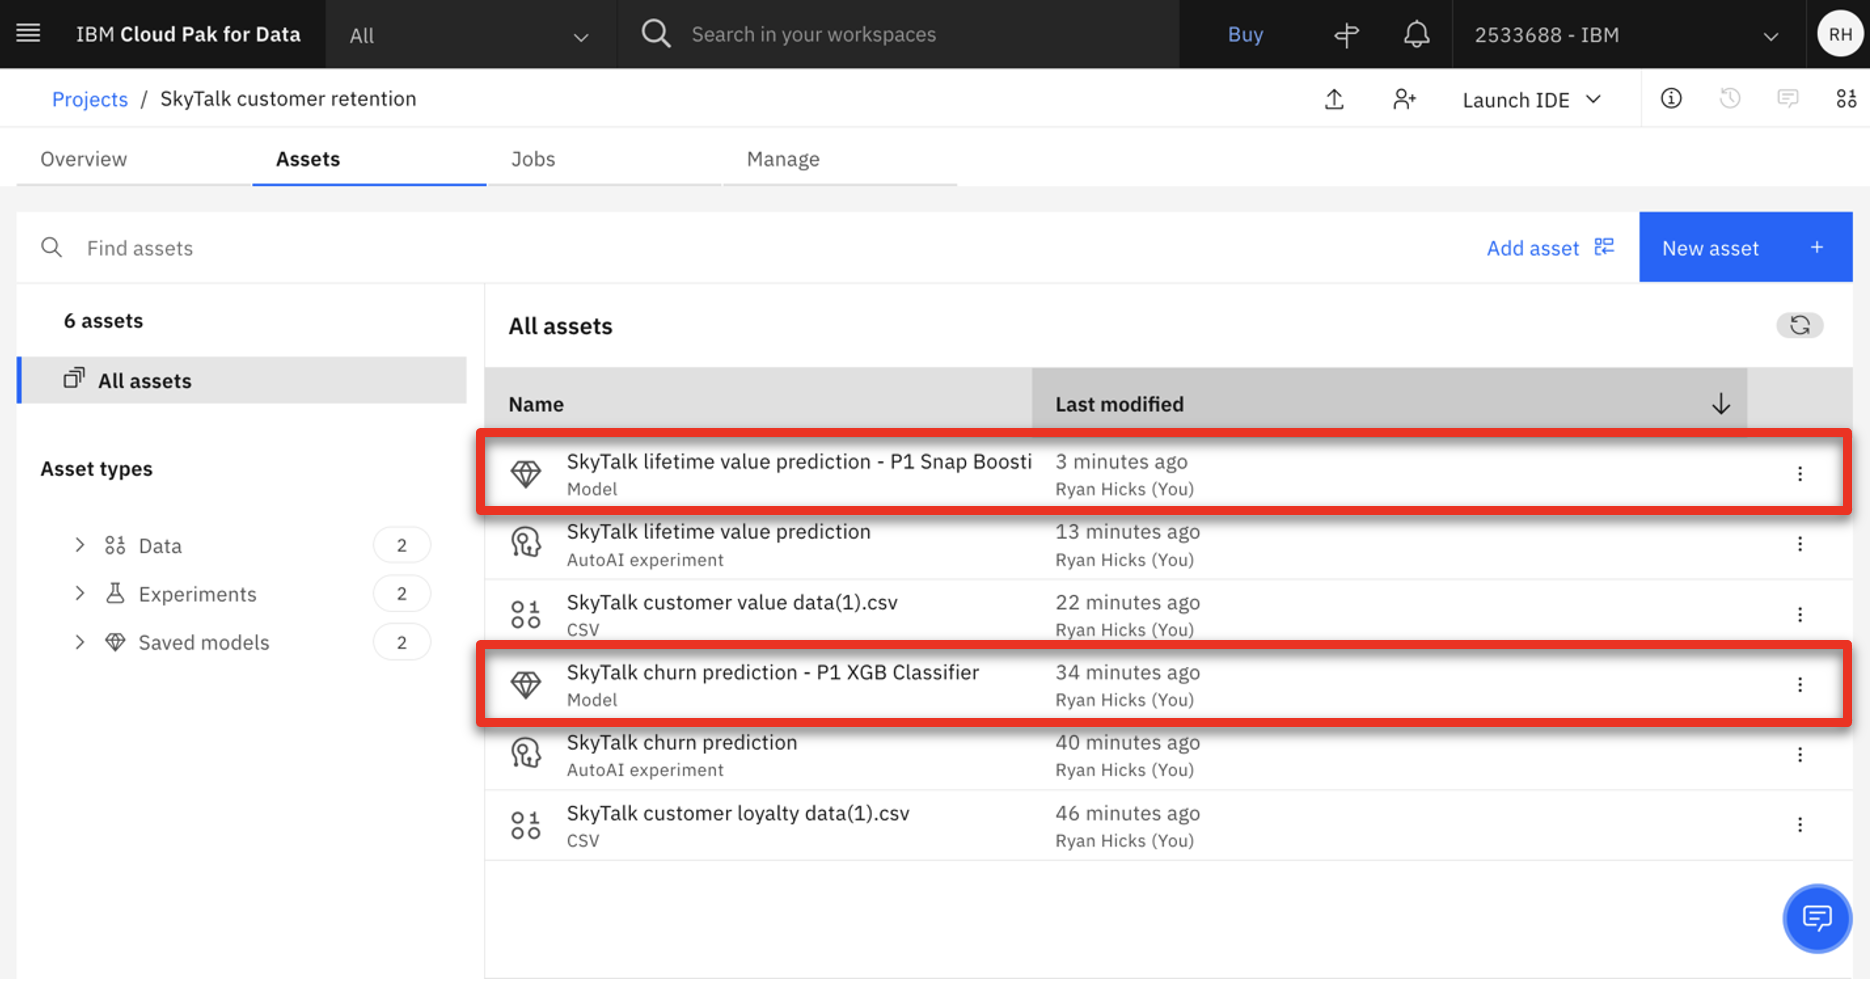 IBM Cloud Pak for Data
All
Search in your workspaces
Buy
2533688 - IBM
RH
Projects / SkyTalk customer retention
Launch IDE
Overview
Assets
Jobs
Manage
Find assets
Add asset
New asset +
6 assets
All assets
Asset types
Data 2
Experiments 2
Saved models 2
All assets
Name
Last modified
SkyTalk lifetime value prediction - P1 Snap Boosti
Model
3 minutes ago
Ryan Hicks (You)
SkyTalk lifetime value prediction
AutoAI experiment
13 minutes ago
Ryan Hicks (You)
SkyTalk customer value data(1).csv
CSV
22 minutes ago
Ryan Hicks (You)
SkyTalk churn prediction - P1 XGB Classifier
Model
34 minutes ago
Ryan Hicks (You)
SkyTalk churn prediction
AutoAI experiment
40 minutes ago
Ryan Hicks (You)
SkyTalk customer loyalty data(1).csv
CSV
46 minutes ago
Ryan Hicks (You)